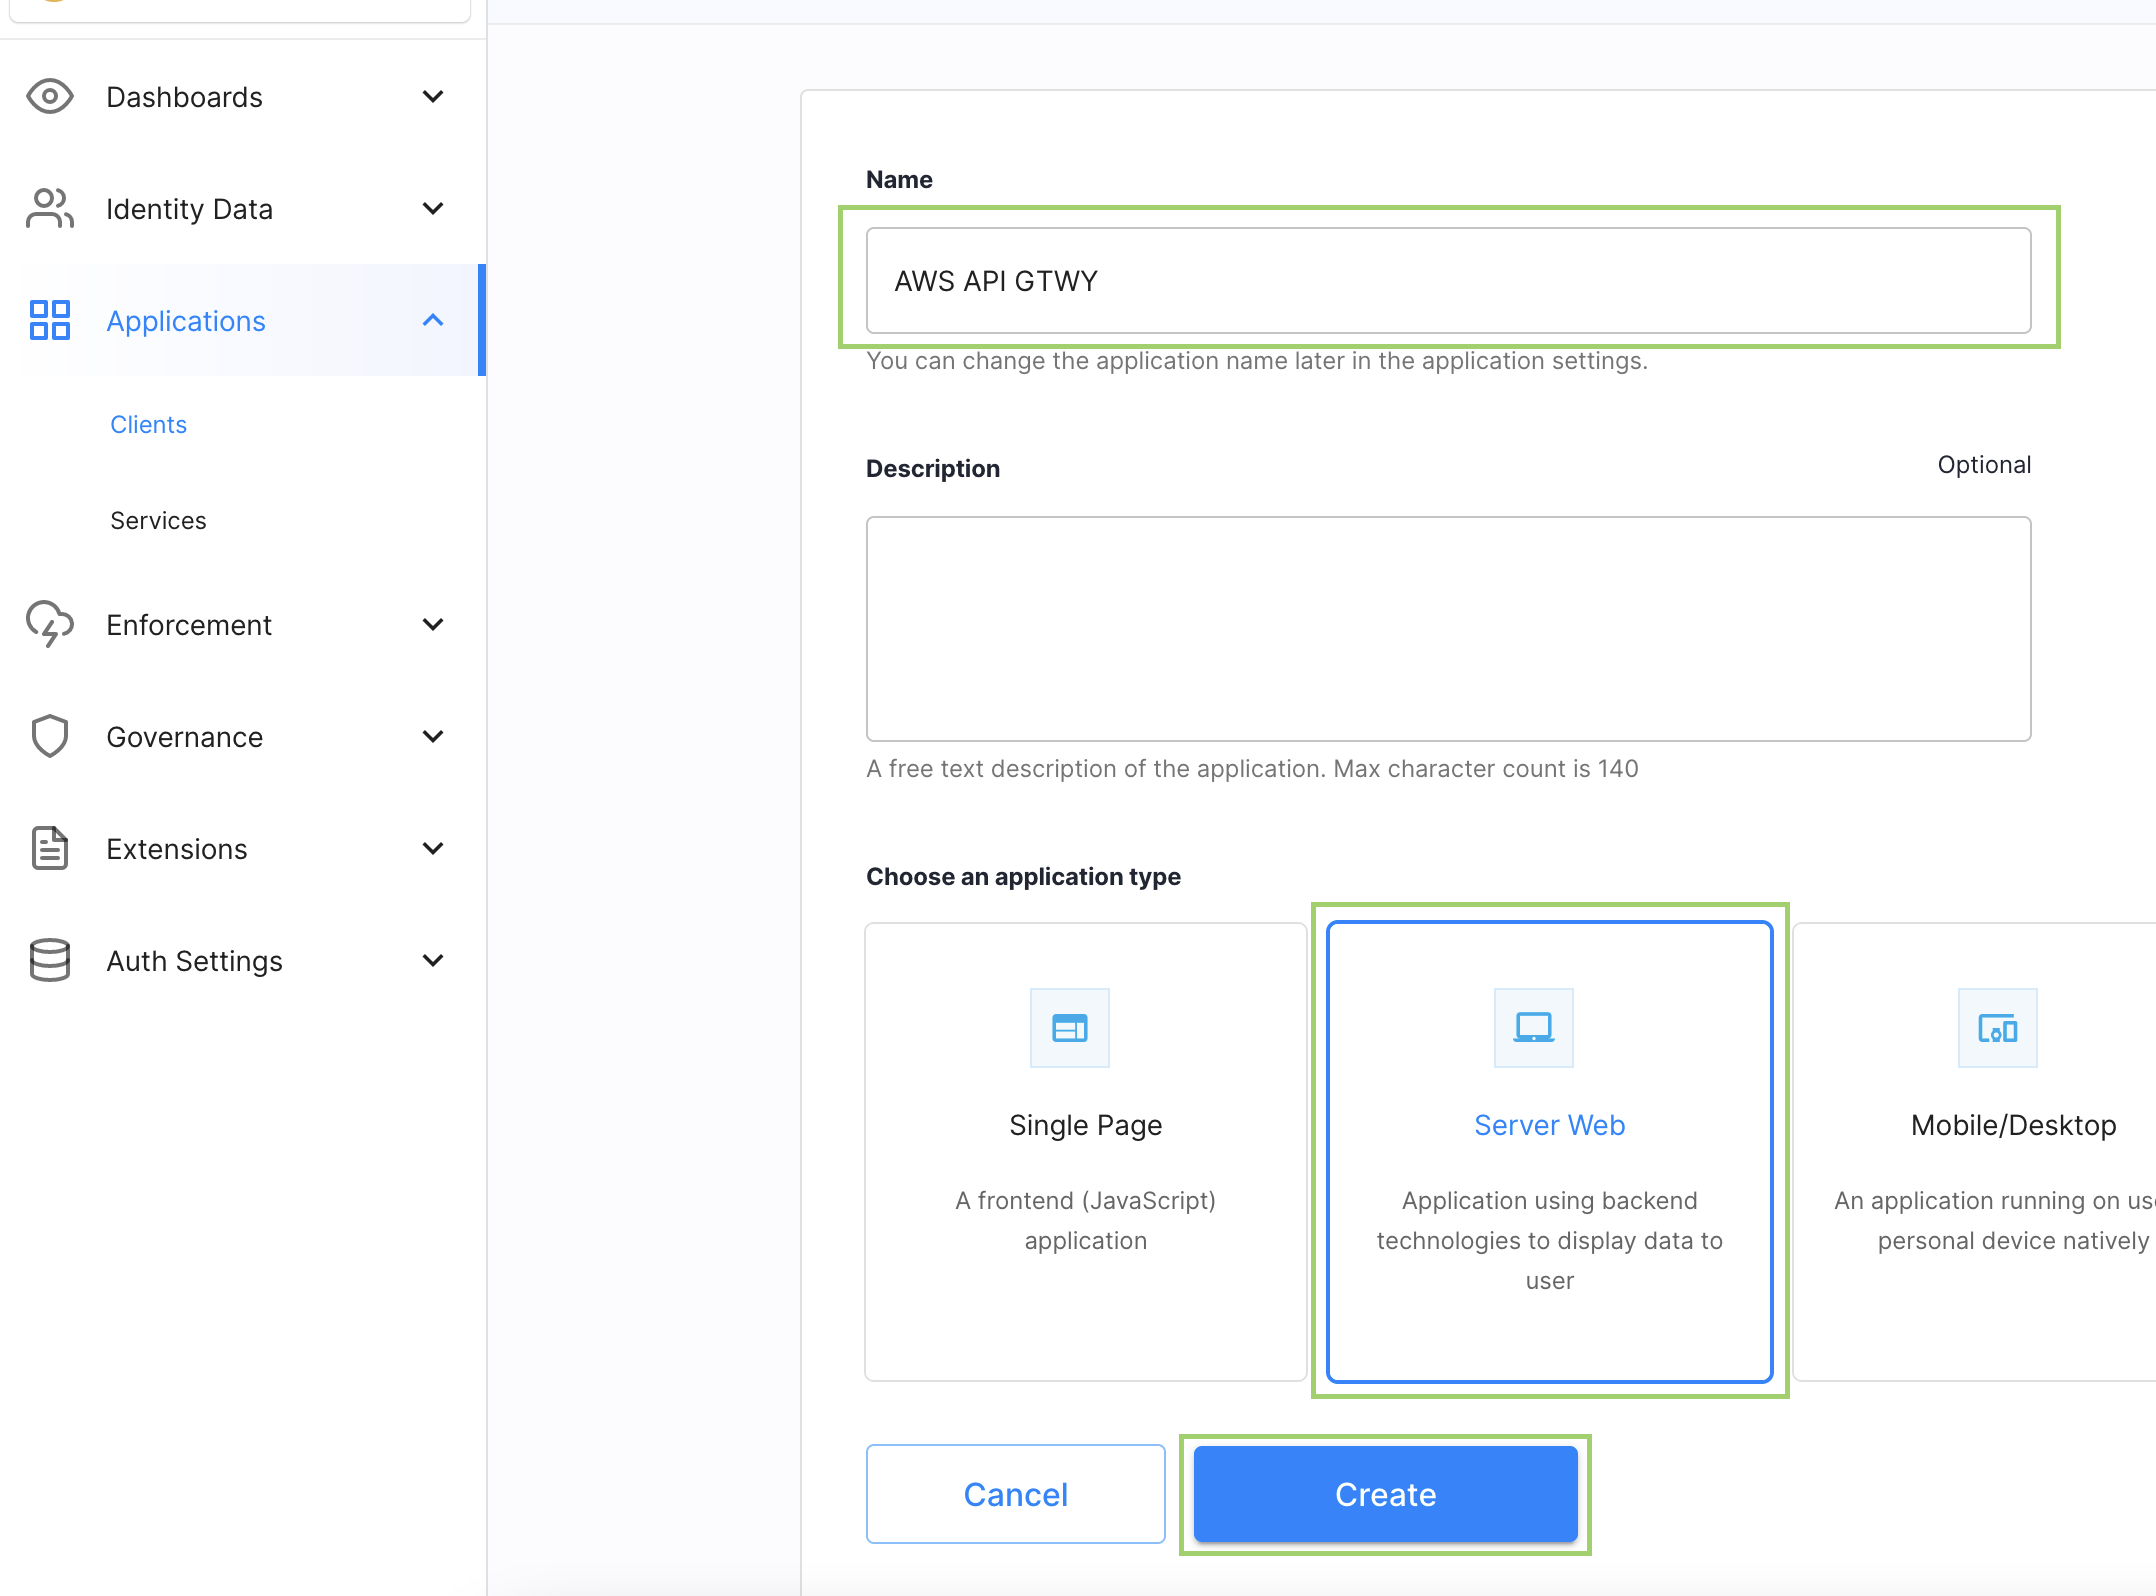 Dashboards
Identity Data
Applications
Clients
Services
Enforcement
Governance
Extensions
Auth Settings
Name
AWS API GTWY
You can change the application name later in the application settings.
Description
Optional
A free text description of the application. Max character count is 140
Choose an application type
Single Page
A frontend (JavaScript)
application
Server Web
Application using backend
technologies to display data to
user
Mobile/Desktop
An application running on
personal device natively
Cancel
Create